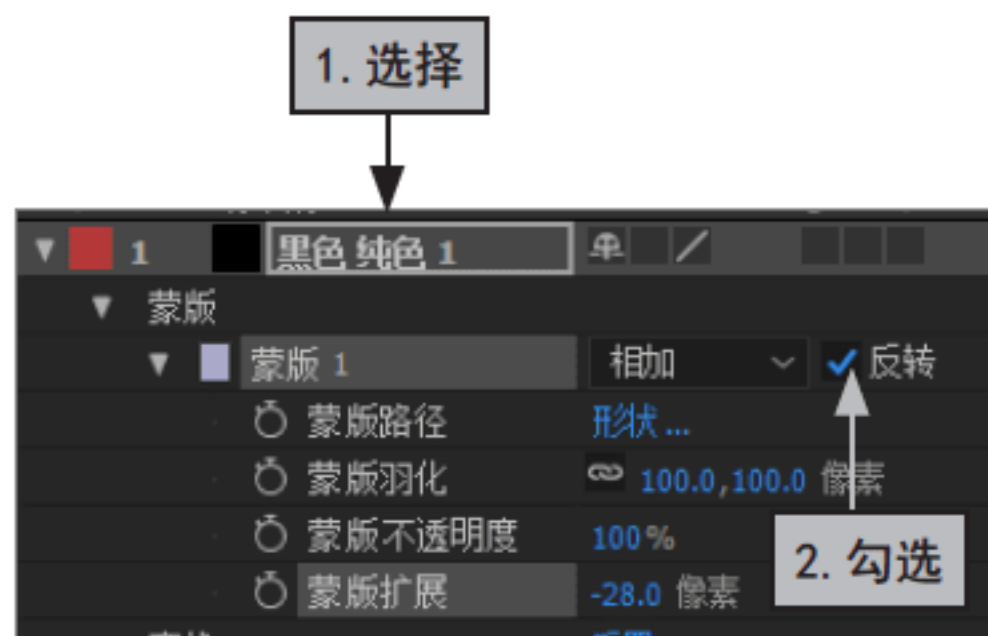 1. 选择
1 黑色 纯色 1
蒙版
蒙版 1 相加 反转
蒙版路径 形状...
蒙版羽化 100.0,100.0 像素
蒙版不透明度 100%
2. 勾选
蒙版扩展 -28.0 像素